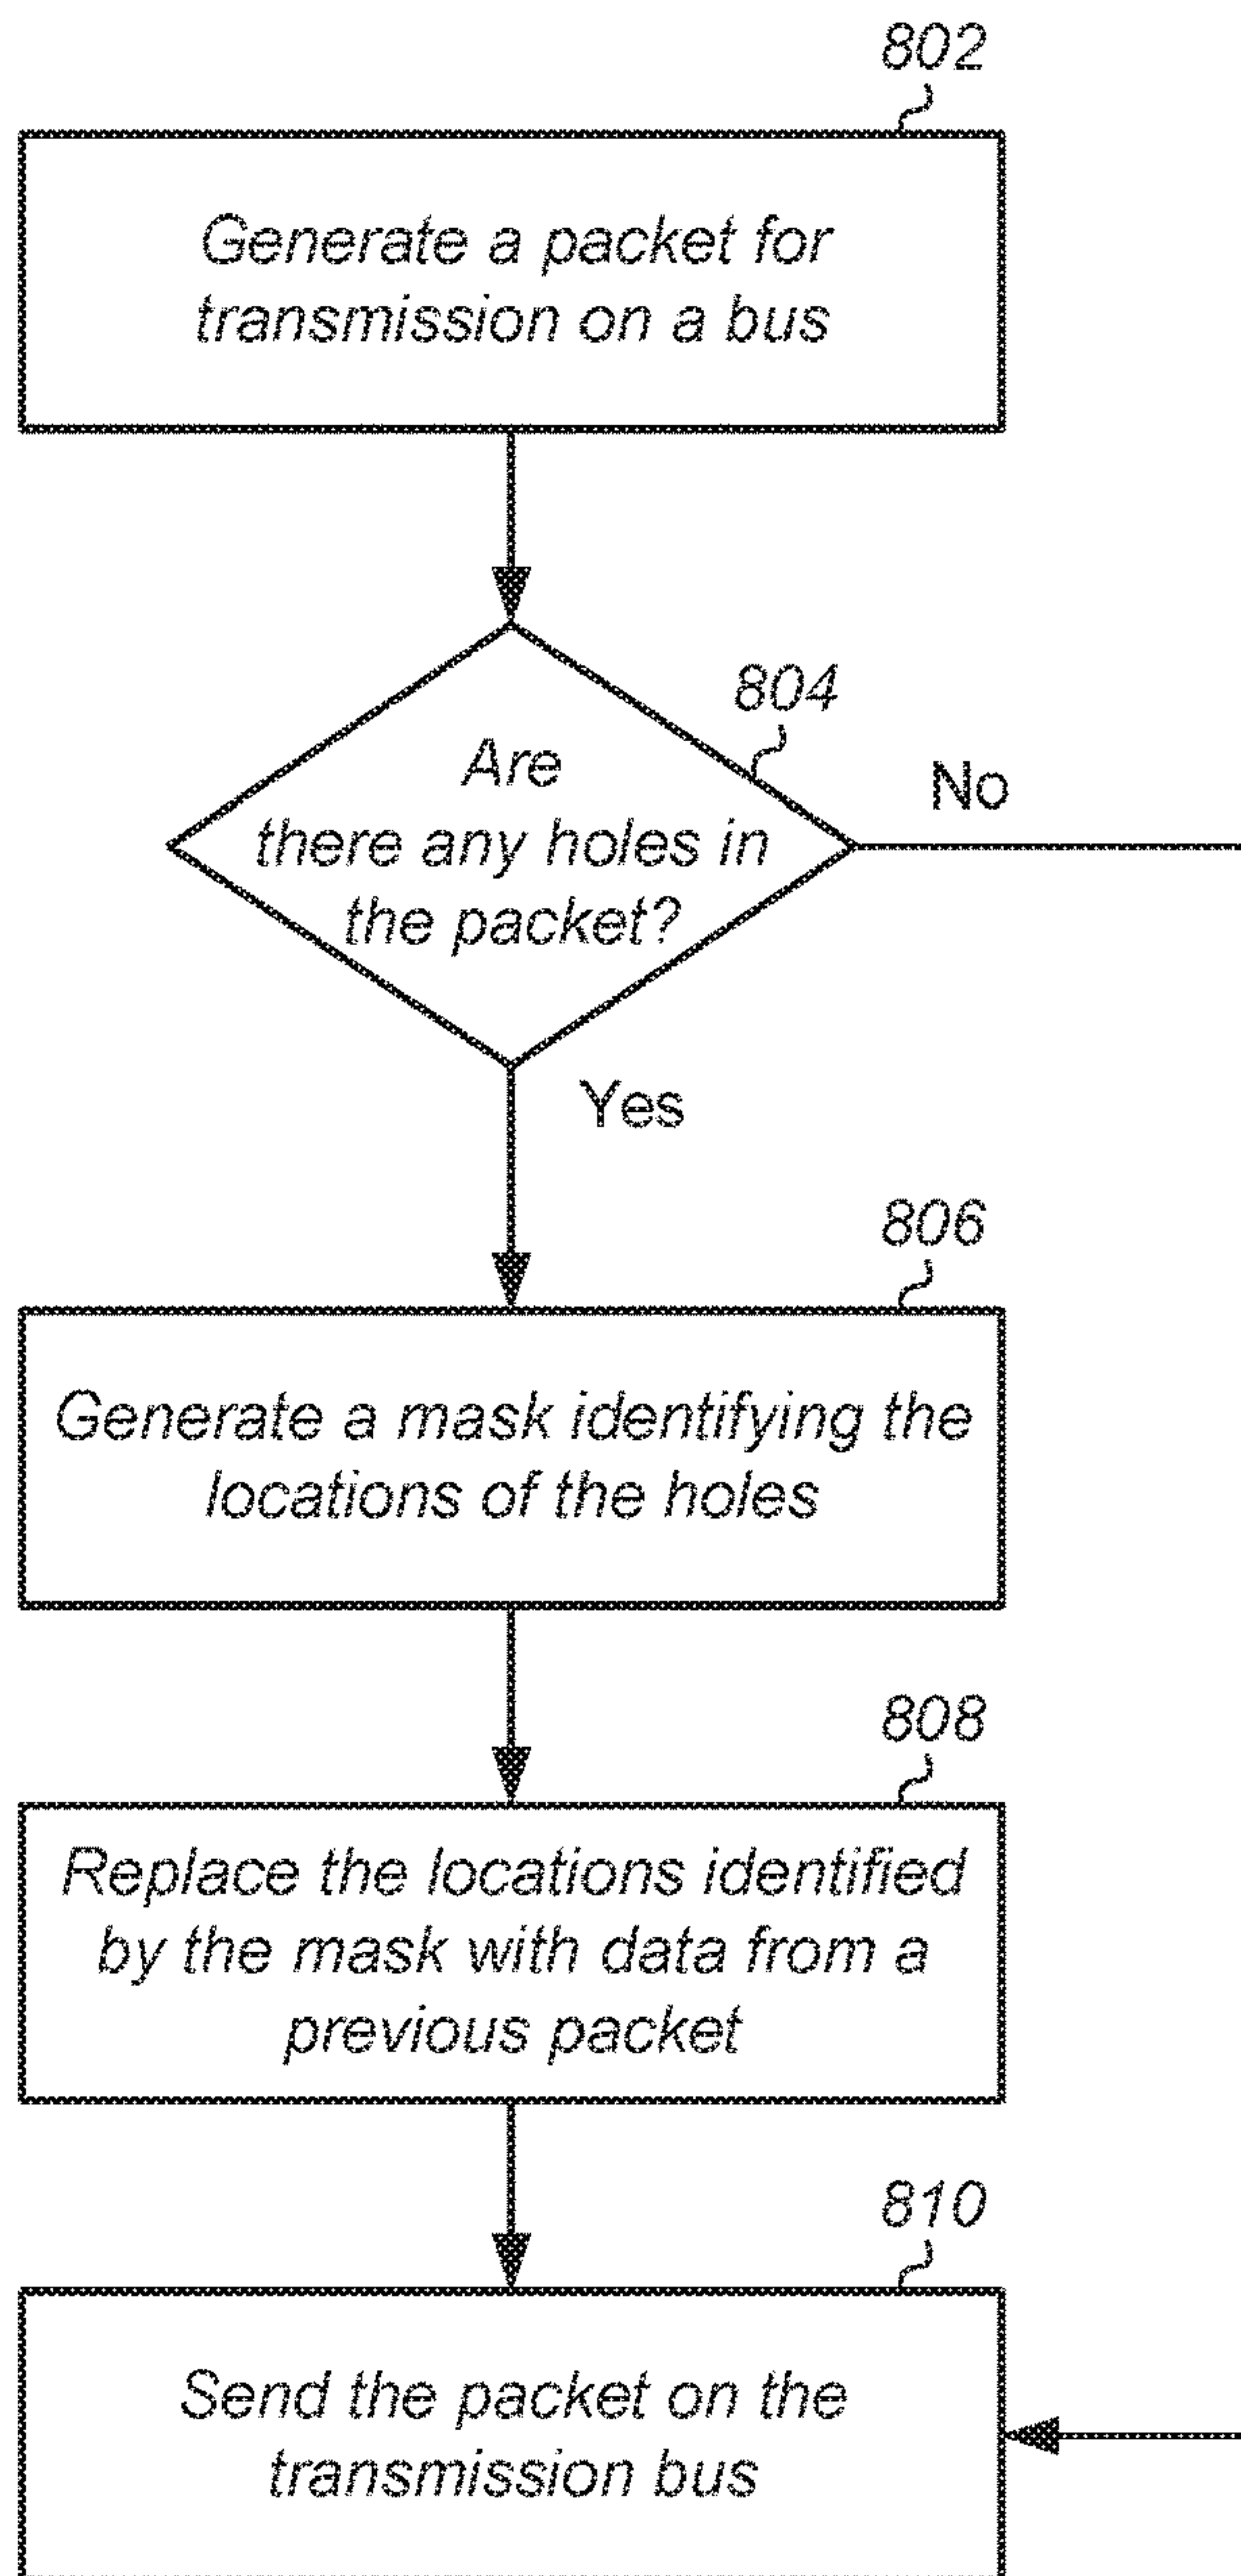 802
Generate a packet for
transmission on a bus
804
Are
there any holes in
the packet?
No
Yes
806
Generate a mask identifying the
locations of the holes
808
Replace the locations identified
by the mask with data from a
previous packet
810
Send the packet on the
transmission bus